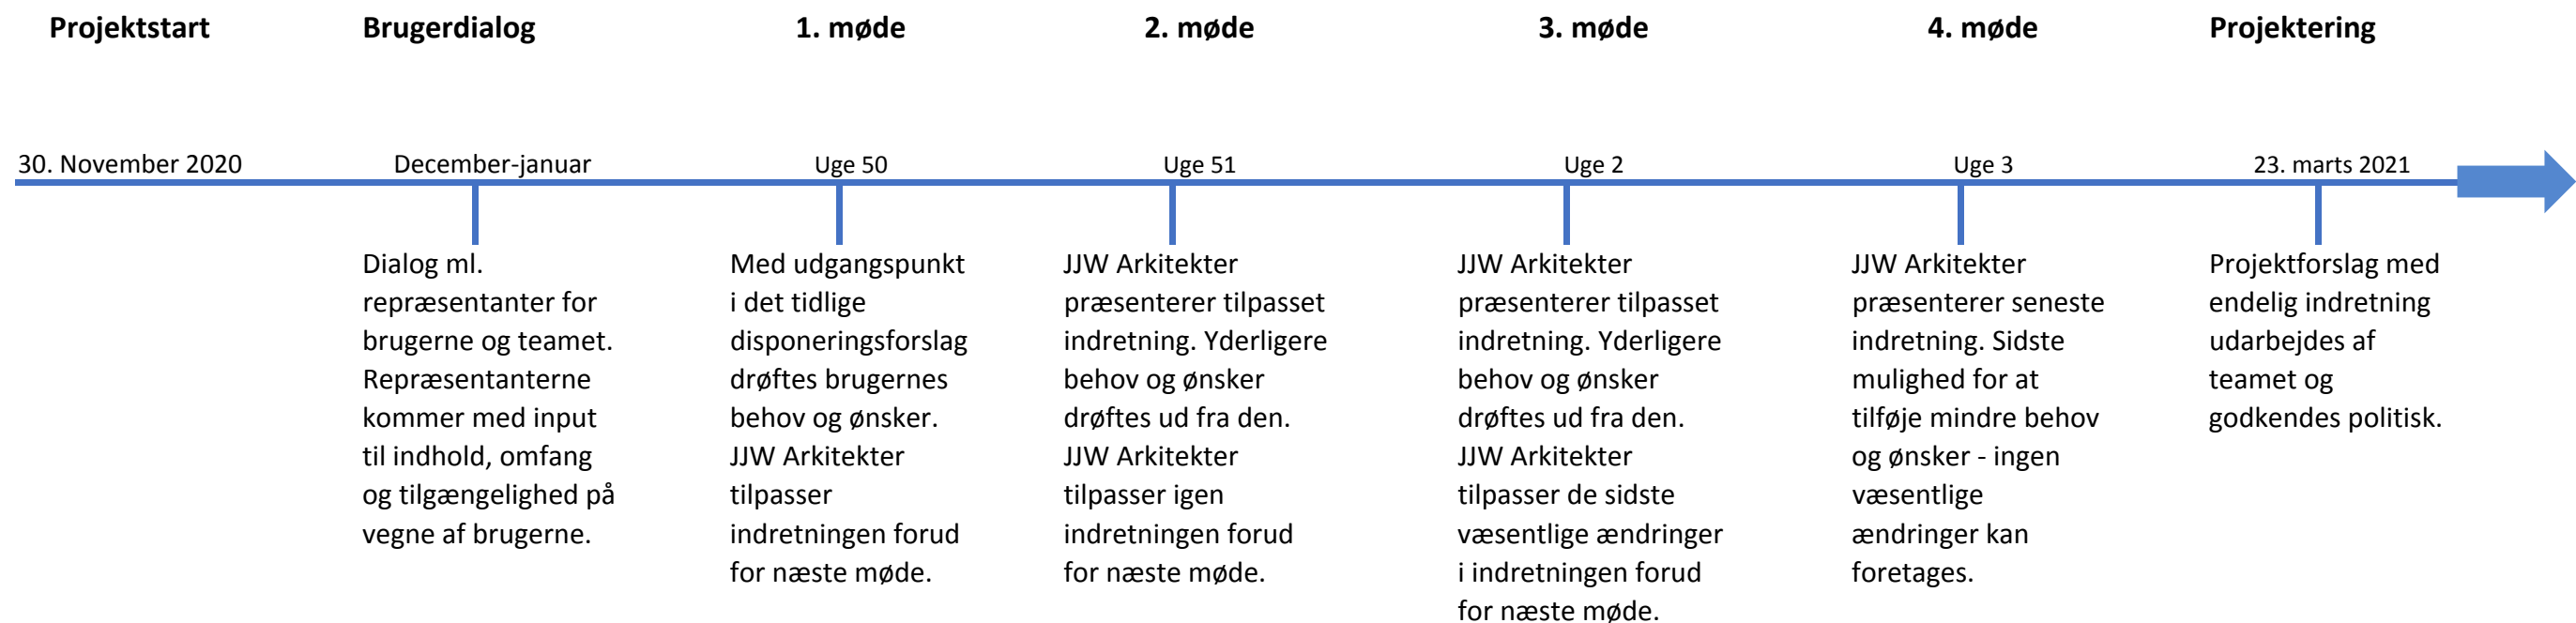 Projektstart
Brugerdialog
1. møde
2. møde
3. møde
4. møde
Projektering
30. November 2020
December-januar
Uge 50
Uge 51
Uge 2
Uge 3
23. marts 2021
Dialog ml.
repræsentanter for
brugerne og teamet.
Repræsentanterne
kommer med input
til indhold, omfang
og tilgængelighed på
vegne af brugerne.
Med udgangspunkt
i det tidlige
disponeringsforslag
drøftes brugernes
behov og ønsker.
JJW Arkitekter
tilpasser
indretningen forud
for næste møde.
JJW Arkitekter
præsenterer tilpasset
indretning. Yderligere
behov og ønsker
drøftes ud fra den.
JJW Arkitekter
tilpasser igen
indretningen forud
for næste møde.
JJW Arkitekter
præsenterer tilpasset
indretning. Yderligere
behov og ønsker
drøftes ud fra den.
JJW Arkitekter
tilpasser de sidste
væsentlige ændringer
i indretningen forud
for næste møde.
JJW Arkitekter
præsenterer seneste
indretning. Sidste
mulighed for at
tilføje mindre behov
og ønsker - ingen
væsentlige
ændringer kan
foretages.
Projektforslag med
endelig indretning
udarbejdes af
teamet og
godkendes politisk.